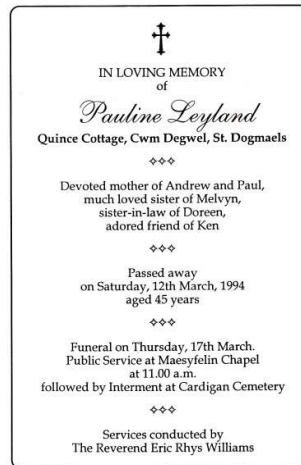 IN LOVING MEMORY
of
Pauline Leyland
Quince Cottage, Cwm Degwel, St. Dogmaels
Devoted mother of Andrew and Paul,
much loved sister of Melvyn,
sister-in-law of Doreen,
adored friend of Ken
Passed away
on Saturday, 12th March, 1994
aged 45 years
Funeral on Thursday, 17th March.
Public Service at Maesyfelin Chapel
at 11.00 a.m.
followed by Interment at Cardigan Cemetery
Services conducted by
The Reverend Eric Rhys Williams